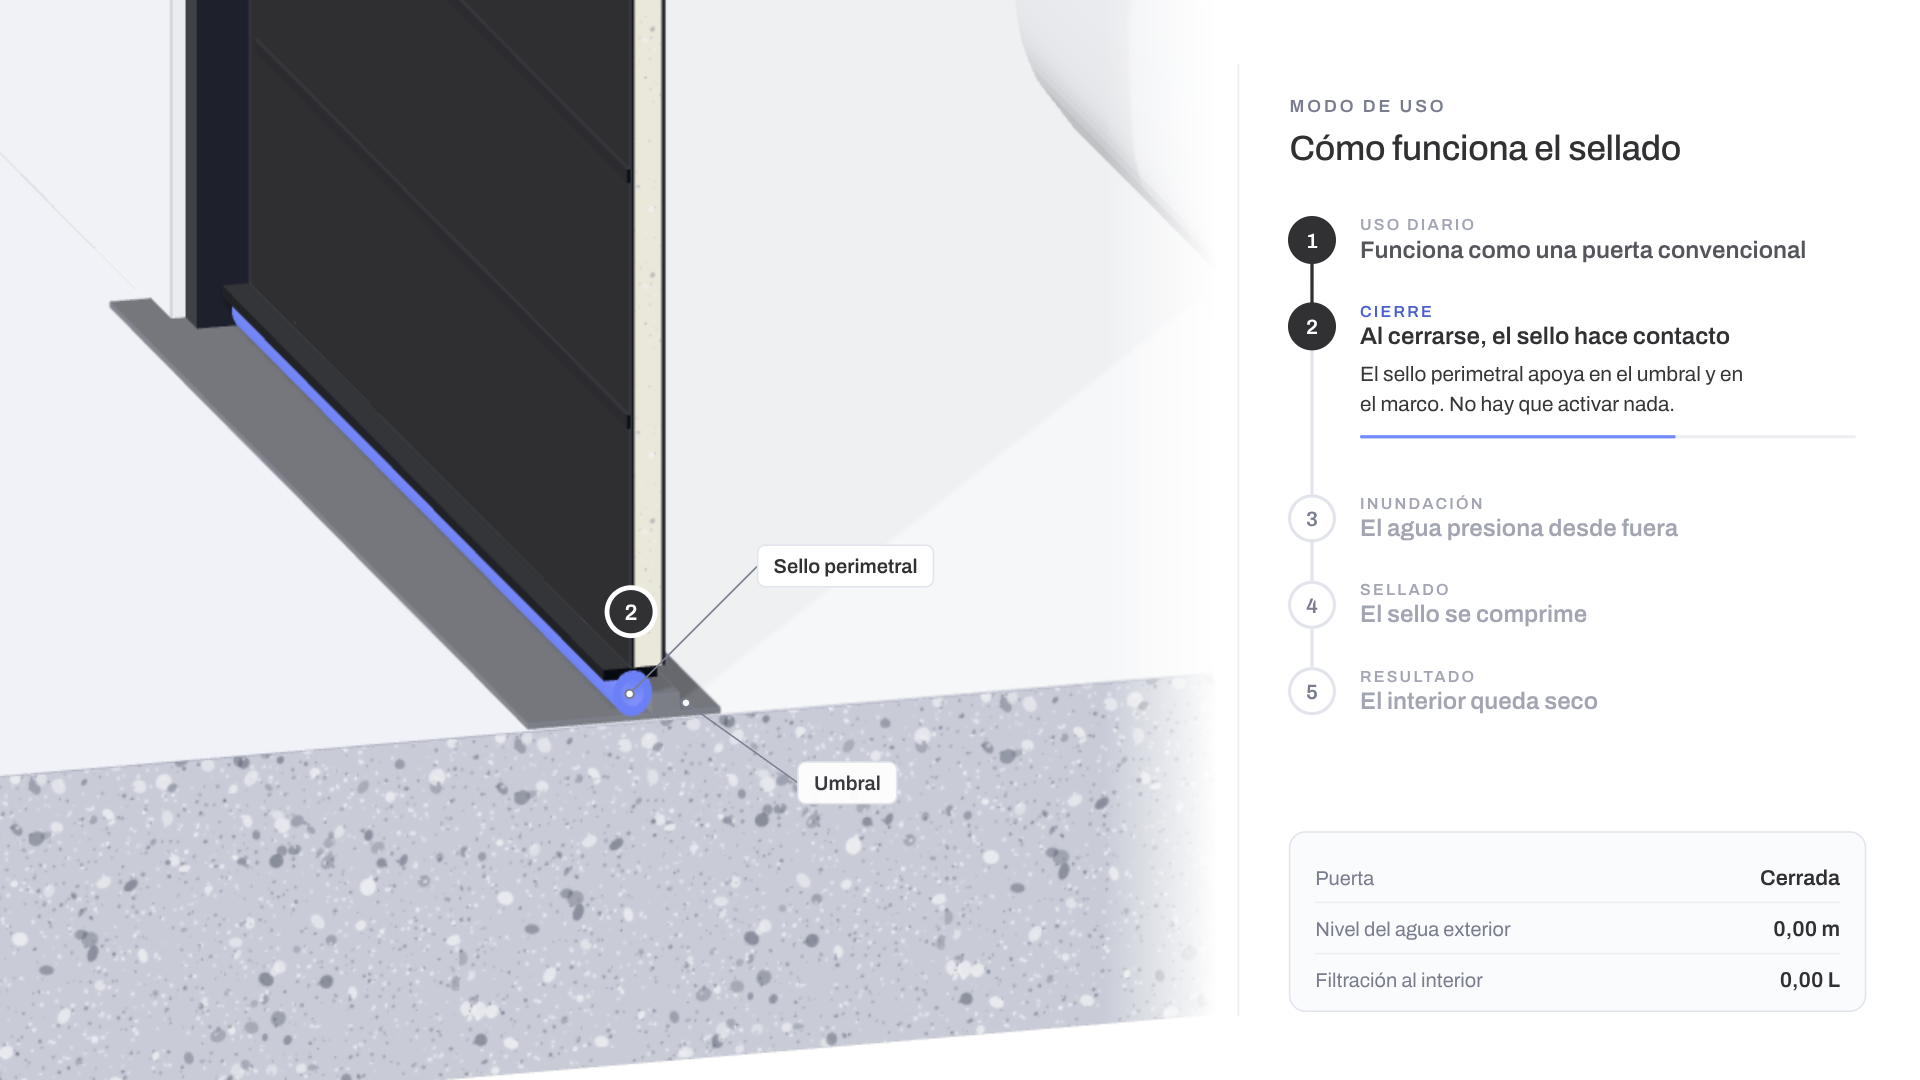 MODO DE USO
Cómo funciona el sellado
1
USO DIARIO
Funciona como una puerta convencional
2
CIERRE
Al cerrarse, el sello hace contacto
El sello perimetral apoya en el umbral y en
el marco. No hay que activar nada.
3
INUNDACIÓN
El agua presiona desde fuera
4
SELLADO
El sello se comprime
5
RESULTADO
El interior queda seco
Sello perimetral
2
Umbral
Puerta Cerrada
Nivel del agua exterior 0,00 m
Filtración al interior 0,00 L